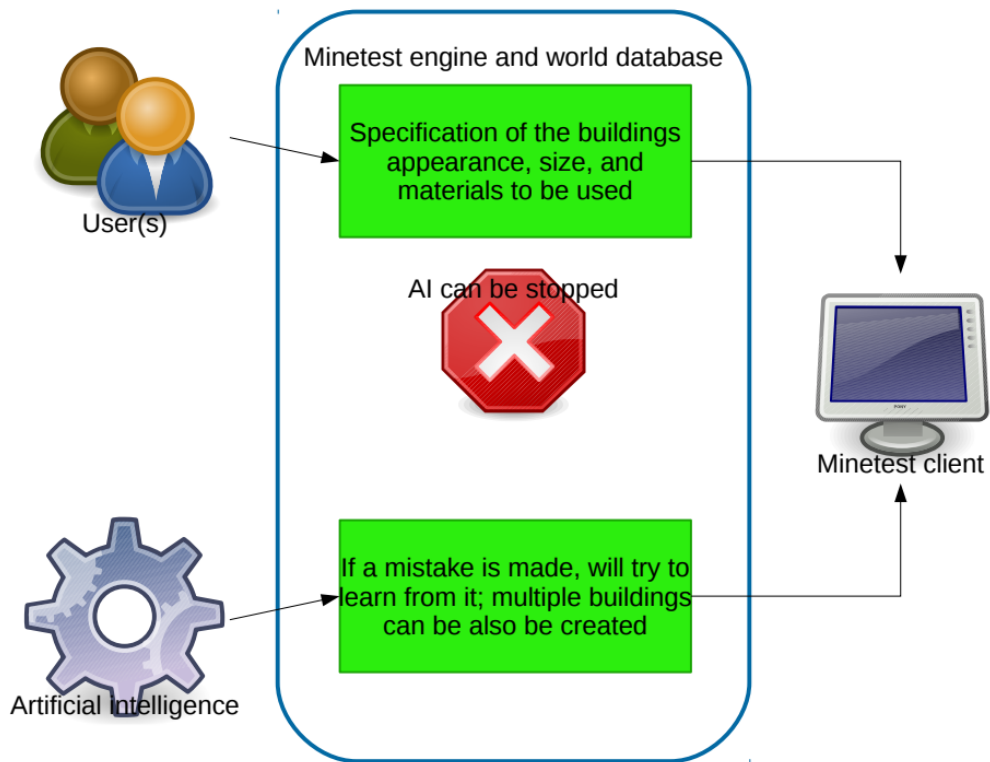 Minetest engine and world database
Specification of the buildings
appearance, size, and
materials to be used
User(s)
AI can be stopped
SONY
Minetest client
If a mistake is made, will try to
learn from it; multiple buildings
can be also be created
Artificial intelligence